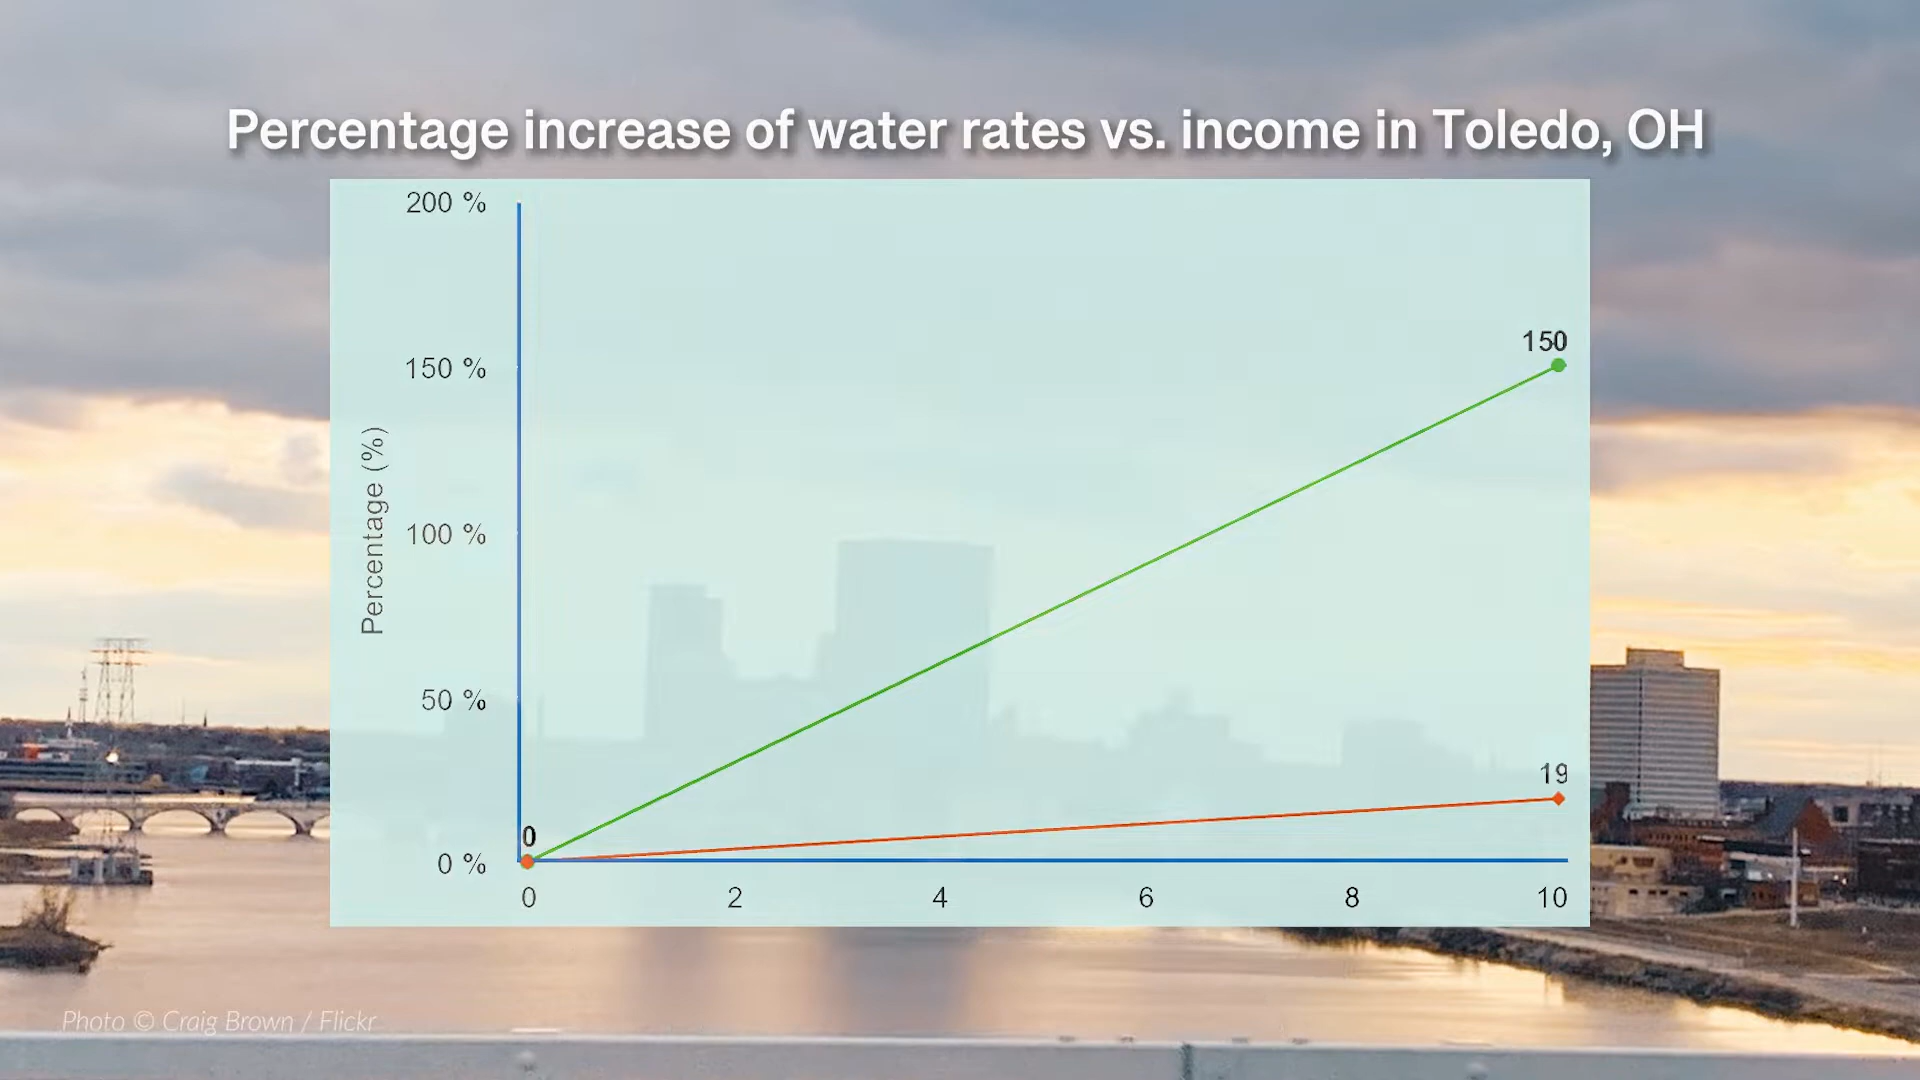 Percentage increase of water rates vs. income in Toledo, OH
200 %
150 %
100 %
50 %
0 %
Percentage (%)
150
19
0
0 2 4 6 8 10
Photo © Craig Brown / Flickr